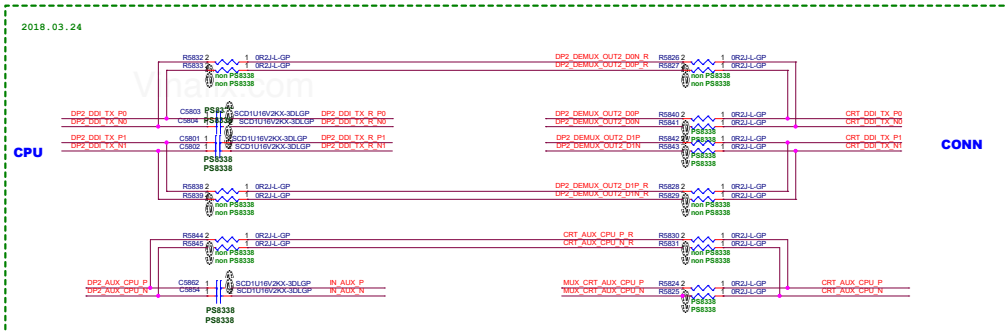 2018.03.24
R5832 2 1 0R2J-L-GP DP2_DEMUX_OUT2_D0N_R R5826 2 1 0R2J-L-GP
R5833 2 1 0R2J-L-GP DP2_DEMUX_OUT2_D0P_R R5827 2 1 0R2J-L-GP
non PS8338 non PS8338
non PS8338 non PS8338
DP2_DDI_TX_P0 C5803 1 SCD1U16V2KX-3DLGP DP2_DDI_TX_R_P0 DP2_DEMUX_OUT2_D0P R5840 2 1 0R2J-L-GP CRT_DDI_TX_P0
DP2_DDI_TX_N0 C5804 1 SCD1U16V2KX-3DLGP DP2_DDI_TX_R_N0 DP2_DEMUX_OUT2_D0N R5841 2 1 0R2J-L-GP CRT_DDI_TX_N0
PS8338 PS8338
PS8338
DP2_DDI_TX_P1 C5801 1 SCD1U16V2KX-3DLGP DP2_DDI_TX_R_P1 DP2_DEMUX_OUT2_D1P R5842 2 1 0R2J-L-GP CRT_DDI_TX_P1
DP2_DDI_TX_N1 C5802 1 SCD1U16V2KX-3DLGP DP2_DDI_TX_R_N1 DP2_DEMUX_OUT2_D1N R5843 2 1 0R2J-L-GP CRT_DDI_TX_N1
CPU CONN
PS8338 PS8338
PS8338 PS8338
R5838 2 1 0R2J-L-GP DP2_DEMUX_OUT2_D1P_R R5828 2 1 0R2J-L-GP
R5839 2 1 0R2J-L-GP DP2_DEMUX_OUT2_D1N_R R5829 2 1 0R2J-L-GP
non PS8338 non PS8338
non PS8338 non PS8338
R5844 2 1 0R2J-L-GP CRT_AUX_CPU_P_R R5830 2 1 0R2J-L-GP
R5845 2 1 0R2J-L-GP CRT_AUX_CPU_N_R R5831 2 1 0R2J-L-GP
non PS8338 non PS8338
non PS8338 non PS8338
DP2_AUX_CPU_P C5862 1 SCD1U16V2KX-3DLGP IN_AUX_P MUX_CRT_AUX_CPU_P R5824 2 1 0R2J-L-GP CRT_AUX_CPU_P
DP2_AUX_CPU_N C5854 1 SCD1U16V2KX-3DLGP IN_AUX_N MUX_CRT_AUX_CPU_N R5825 2 1 0R2J-L-GP CRT_AUX_CPU_N
PS8338 PS8338
PS8338 PS8338